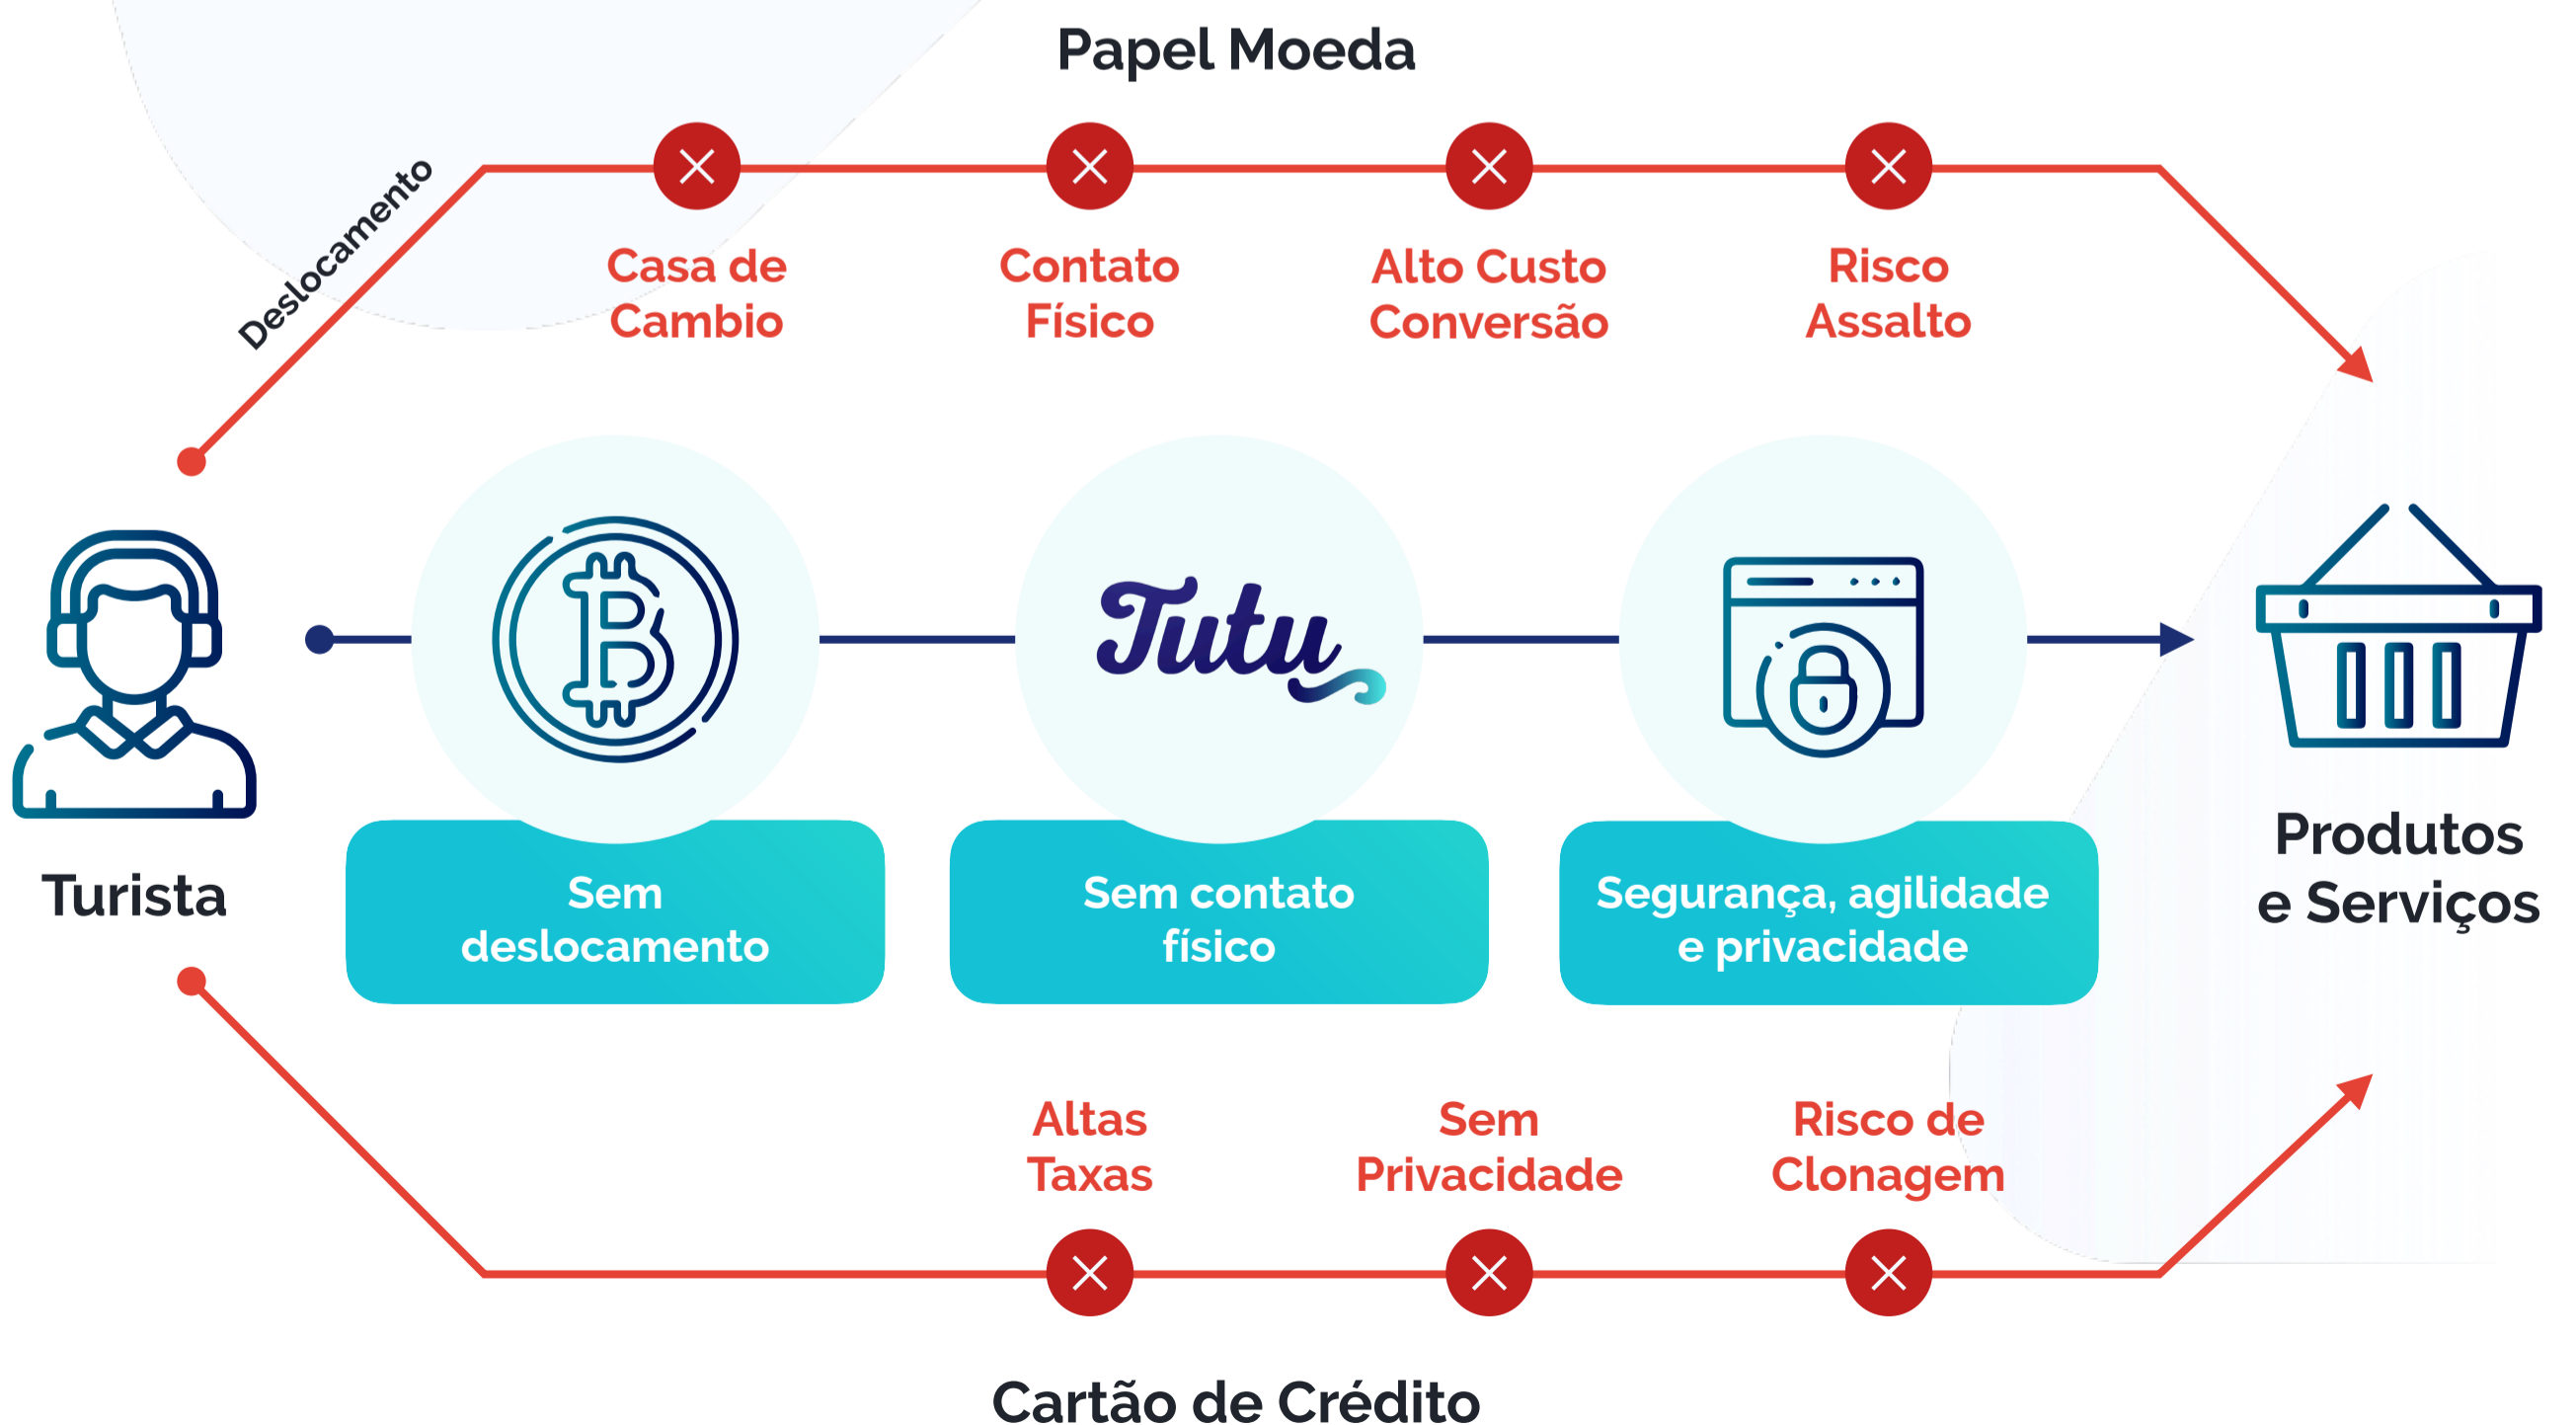 Papel Moeda
Deslocamento
Casa de
Cambio
Contato
Físico
Alto Custo
Conversão
Risco
Assalto
Turista
Tutu
Sem
deslocamento
Sem contato
físico
Segurança, agilidade
e privacidade
Produtos
e Serviços
Altas
Taxas
Sem
Privacidade
Risco de
Clonagem
Cartão de Crédito